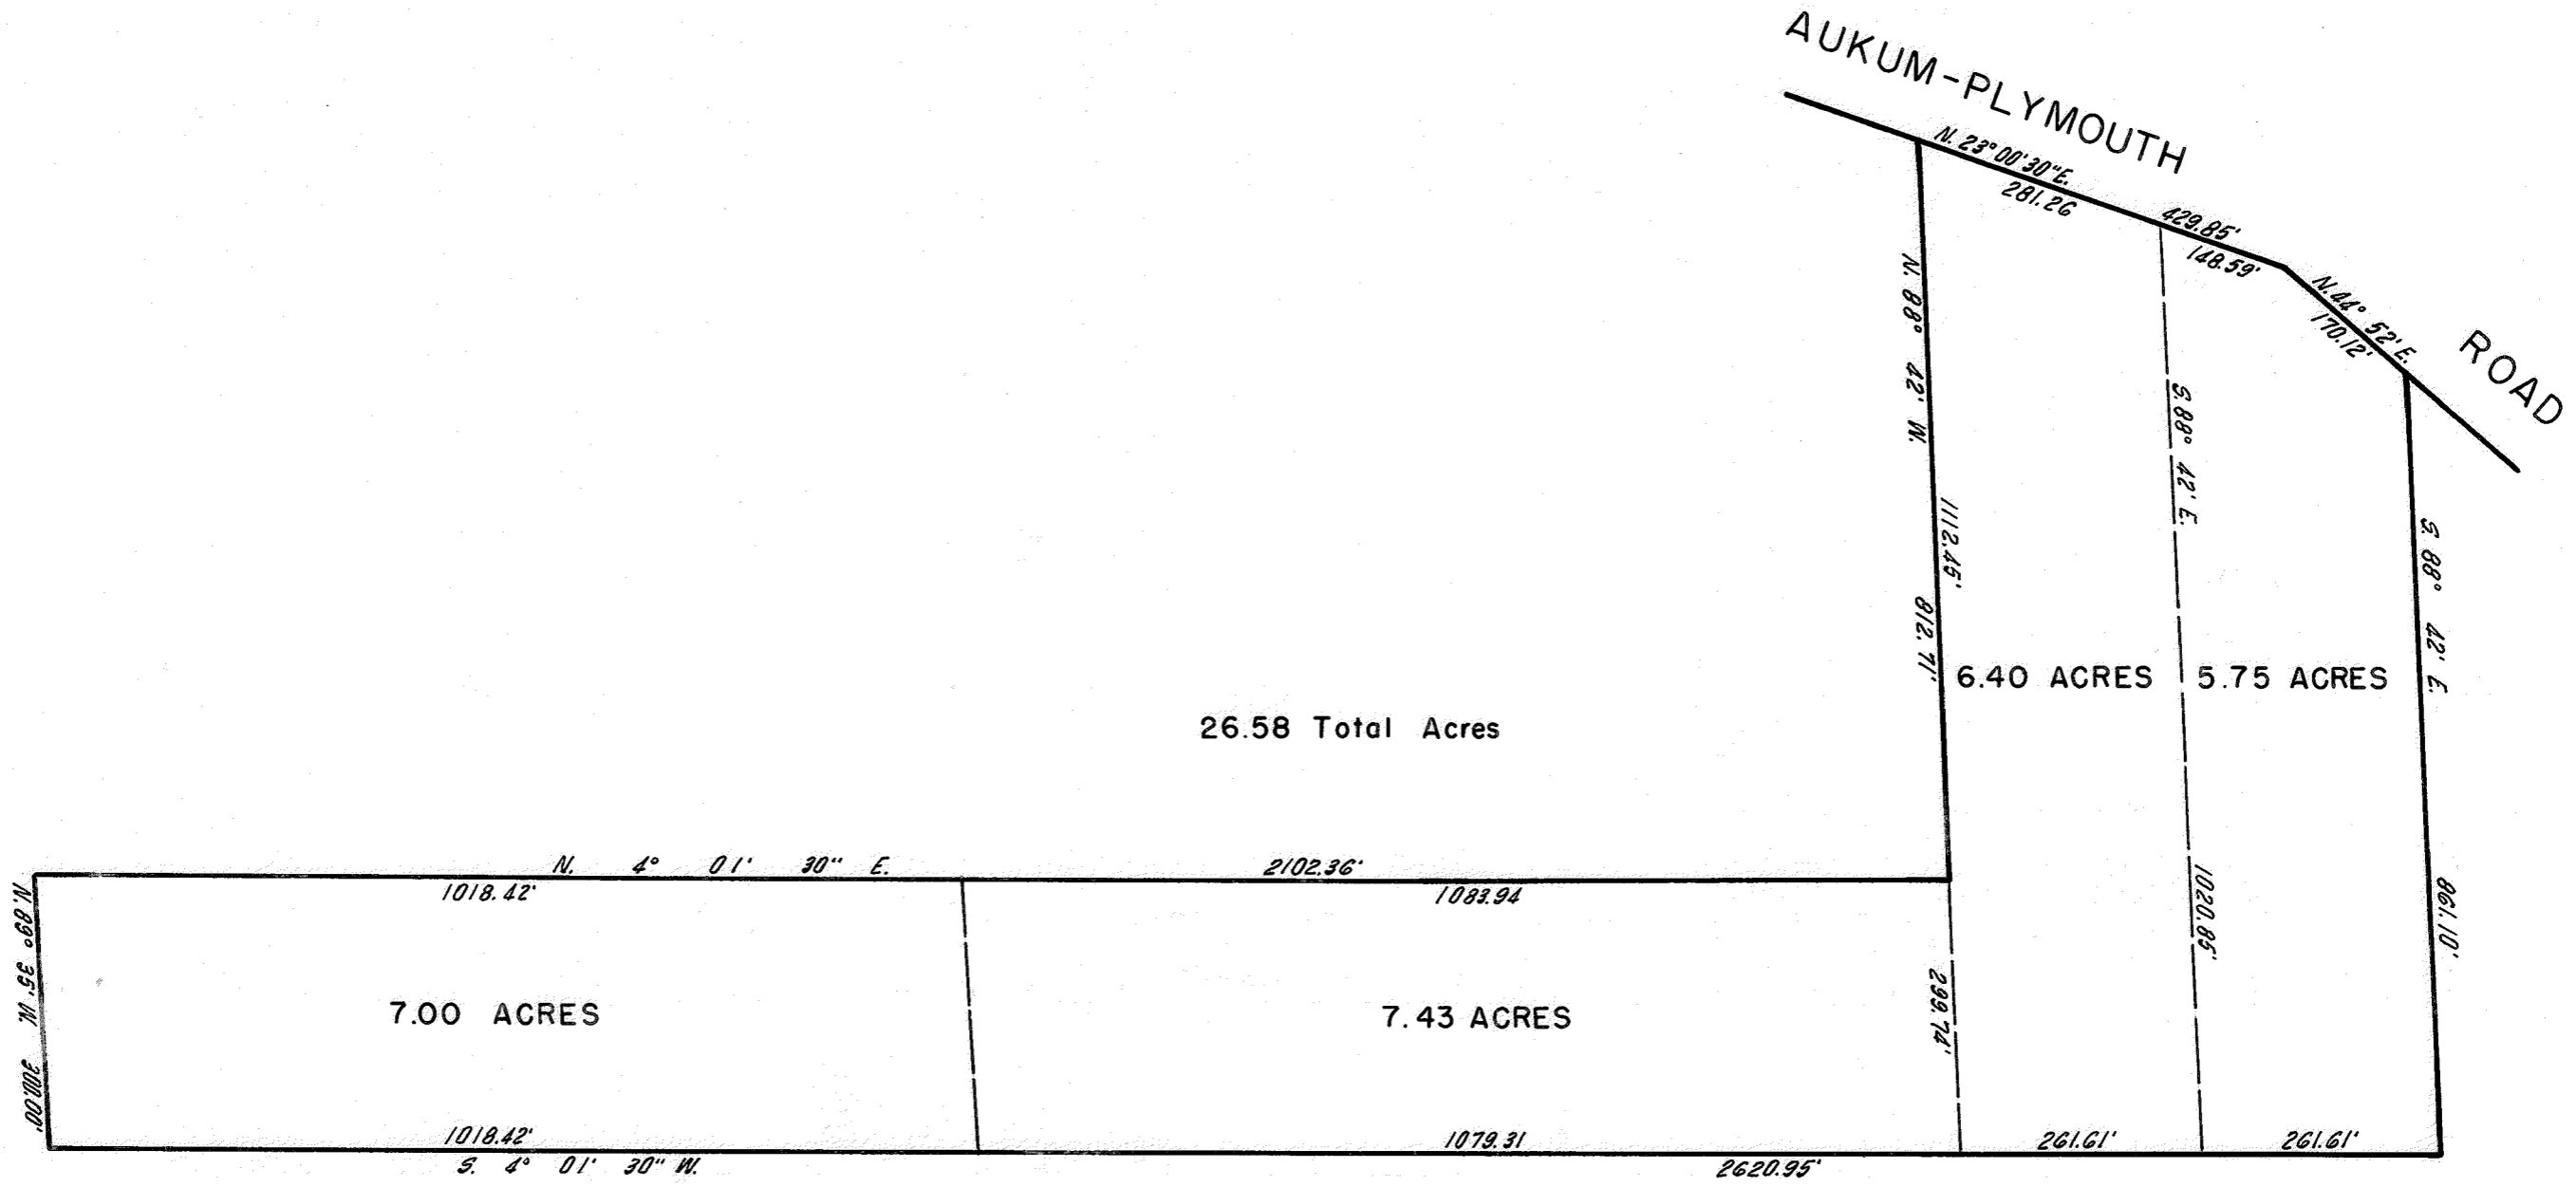 AUKUM-PLYMOUTH
ROAD
N. 23° 00' 30" E.
281.26
429.85'
148.59'
N. 44° 52' E.
170.12'
N. 88° 42' W.
1112.45'
812.71'
S. 88° 42' E.
1020.85'
S. 88° 42' E.
861.10'
6.40 ACRES
5.75 ACRES
26.58 Total Acres
N. 4° 01' 30" E.
2102.36'
1018.42'
1083.94
N. 89° 35' W. 300.00'
7.00 ACRES
7.43 ACRES
299.74'
1018.42'
1079.31
261.61'
261.61'
S. 4° 01' 30" W.
2620.95'